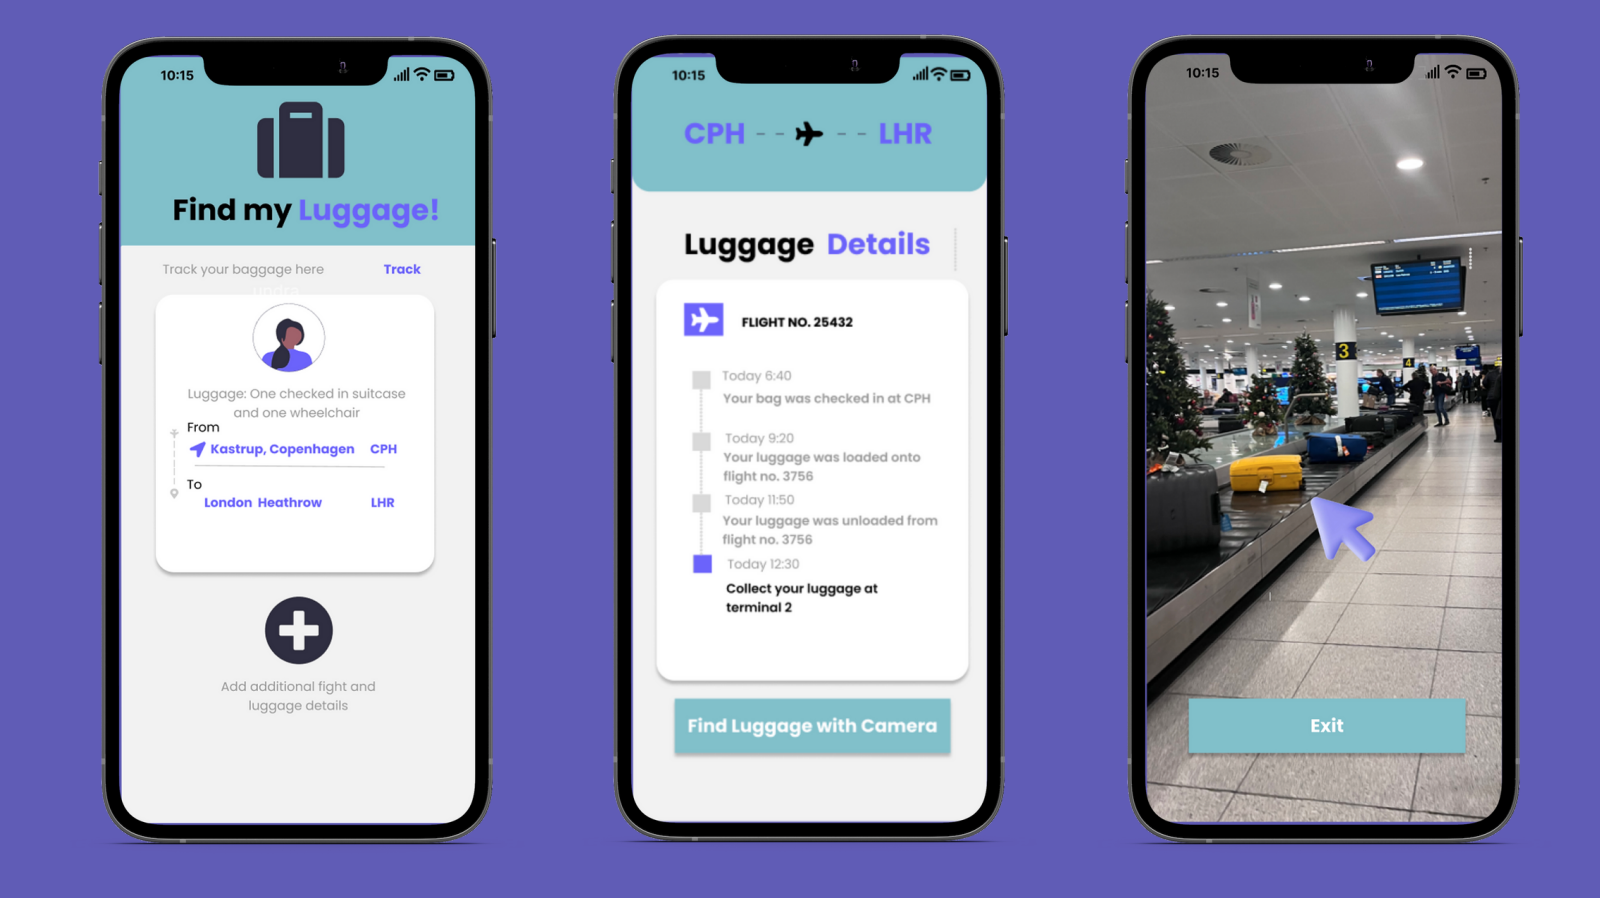 10:15
Find my Luggage!
Track your baggage here Track
Luggage: One checked in suitcase
and one wheelchair
From
Kastrup, Copenhagen CPH
To
London Heathrow LHR
Add additional fight and
luggage details
10:15
CPH LHR
Luggage Details
FLIGHT NO. 25432
Today 6:40
Your bag was checked in at CPH
Today 9:20
Your luggage was loaded onto
flight no. 3756
Today 11:50
Your luggage was unloaded from
flight no. 3756
Today 12:30
Collect your luggage at
terminal 2
Find Luggage with Camera
10:15
3
4
Exit